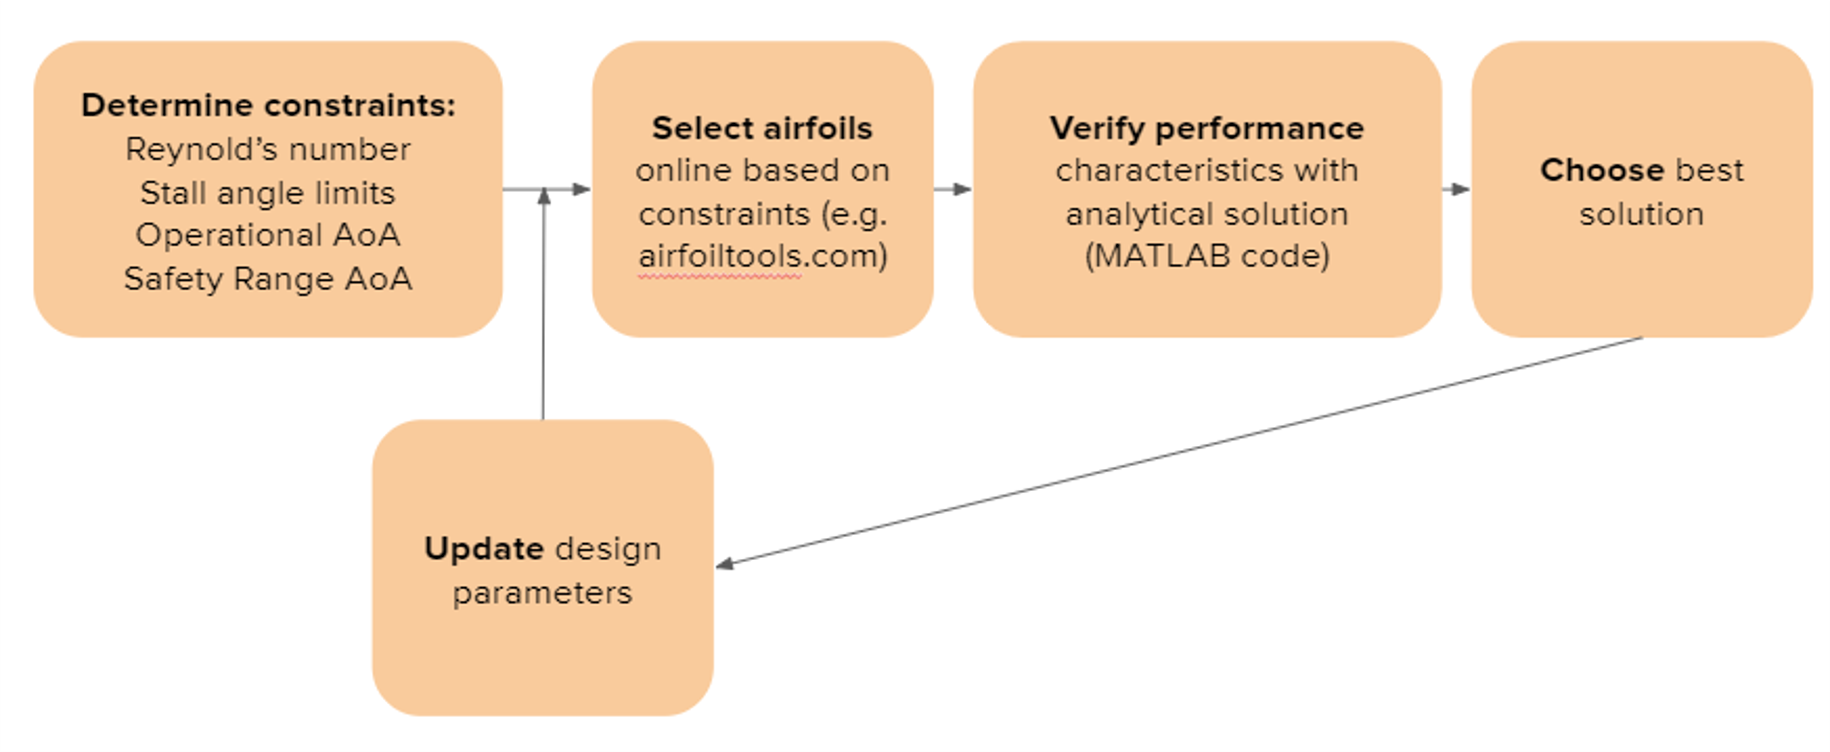 Determine constraints:
Reynold's number
Stall angle limits
Operational AoA
Safety Range AoA
Select airfoils
online based on
constraints (e.g.
airfoiltools.com)
Verify performance
characteristics with
analytical solution
(MATLAB code)
Choose best
solution
Update design
parameters